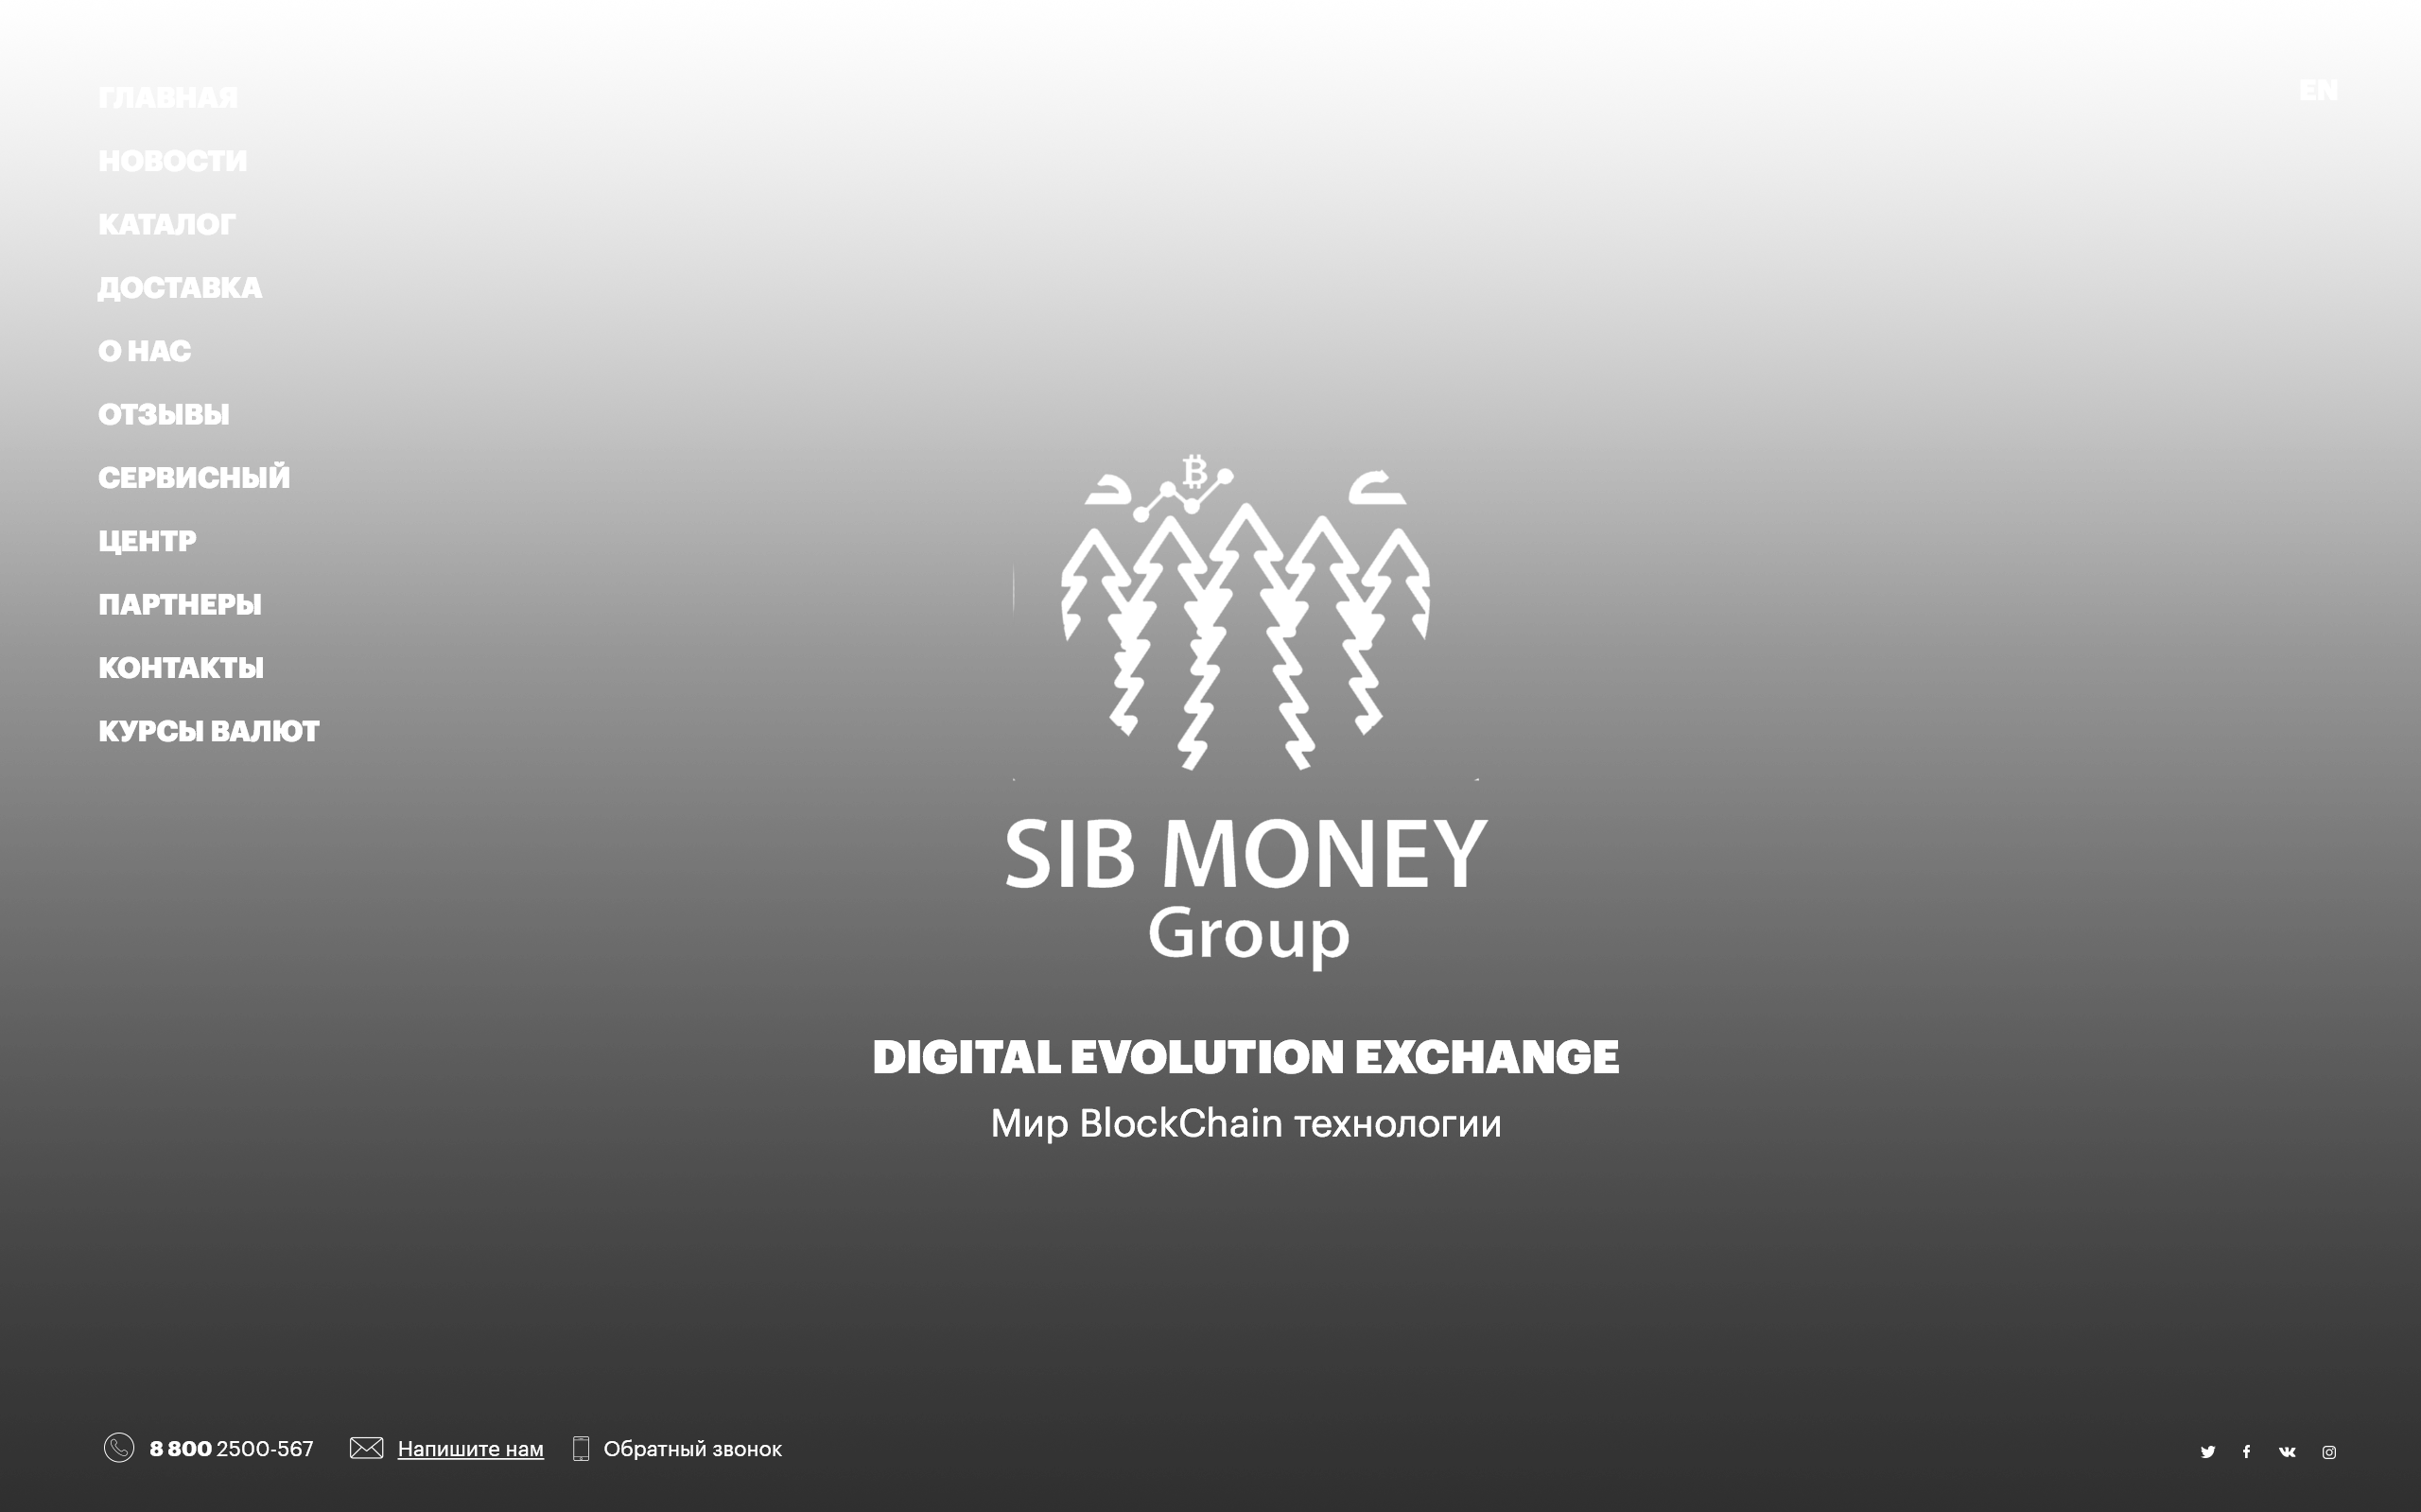 ГЛАВНАЯ
EN
НОВОСТИ
КАТАЛОГ
ДОСТАВКА
О НАС
ОТЗЫВЫ
СЕРВИСНЫЙ
ЦЕНТР
ПАРТНЕРЫ
КОНТАКТЫ
КУРСЫ ВАЛЮТ
SIB MONEY
Group
DIGITAL EVOLUTION EXCHANGE
Мир BlockChain технологии
8 800 2500-567
Напишите нам
Обратный звонок